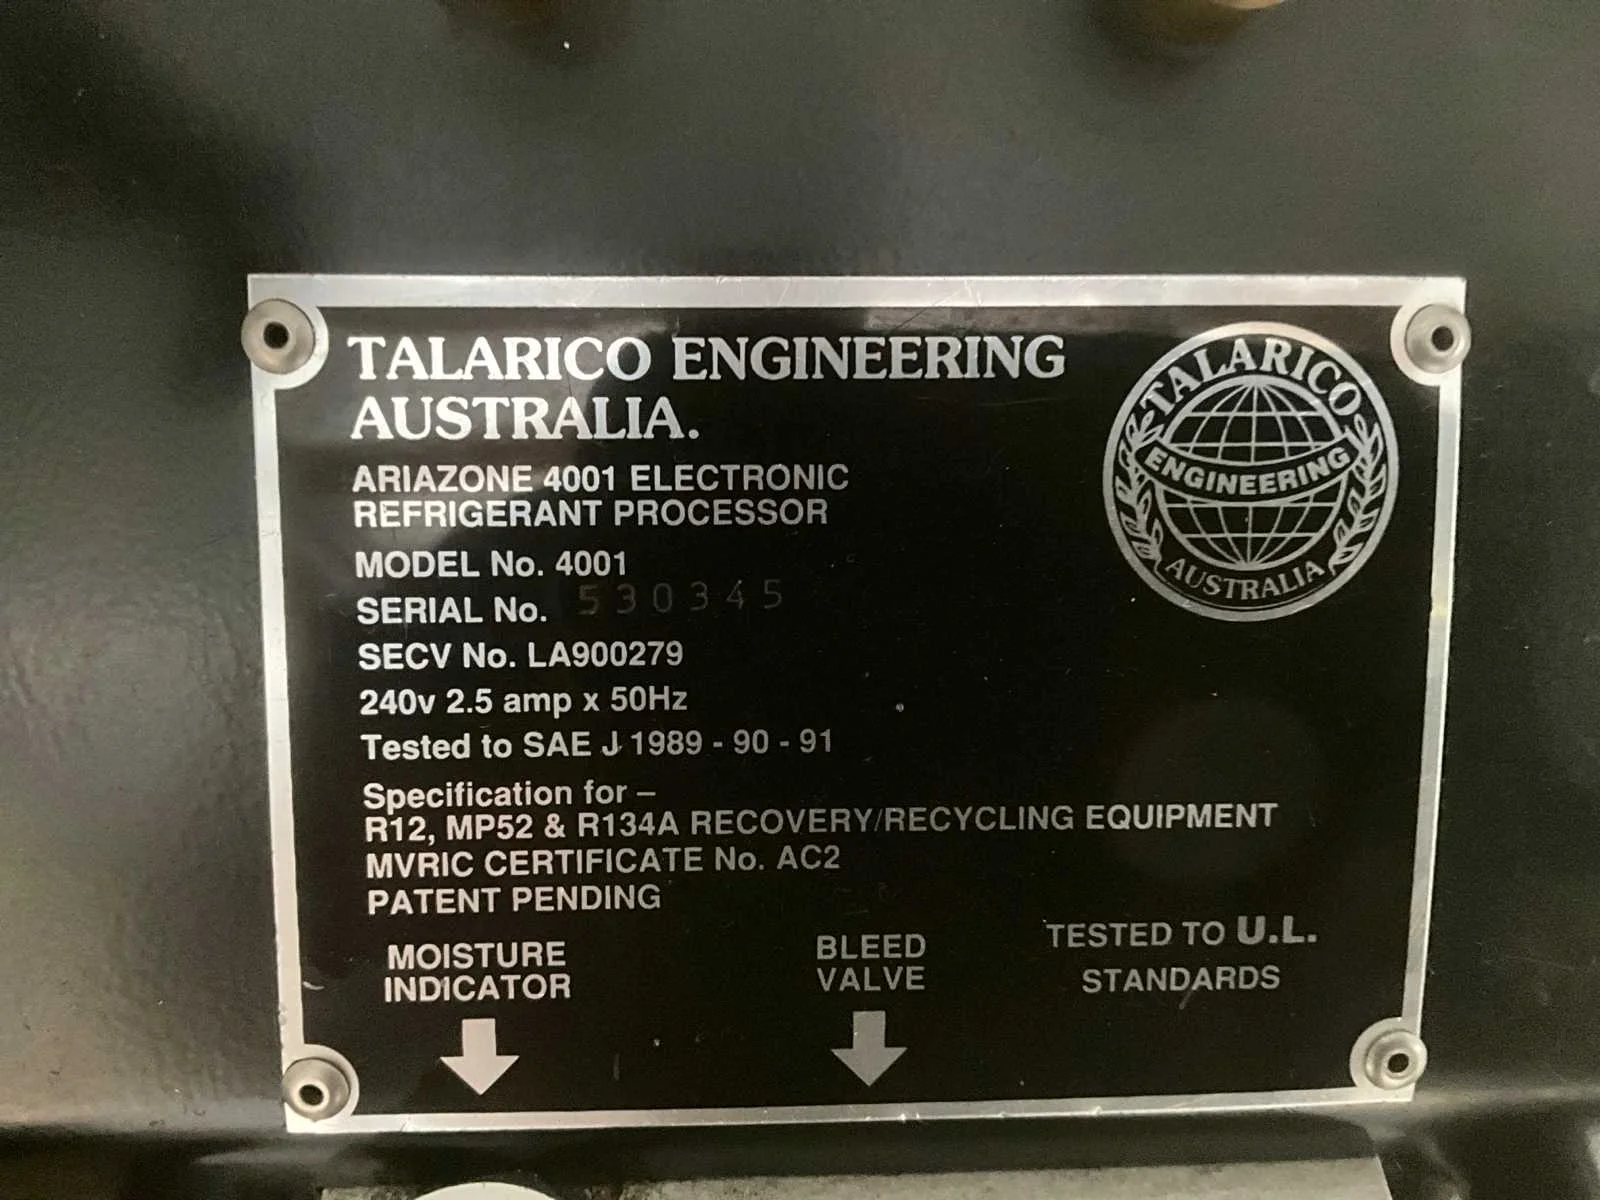 TALARICO ENGINEERING
AUSTRALIA.
ARIAZONE 4001 ELECTRONIC
REFRIGERANT PROCESSOR
MODEL No. 4001
SERIAL No. 530345
SECV No. LA900279
240v 2.5 amp x 50Hz
Tested to SAE J 1989 - 90 - 91
Specification for –
R12, MP52 & R134A RECOVERY/RECYCLING EQUIPMENT
MVRIC CERTIFICATE No. AC2
PATENT PENDING
MOISTURE
INDICATOR
BLEED
VALVE
TESTED TO U.L.
STANDARDS
TALARICO
ENGINEERING
AUSTRALIA